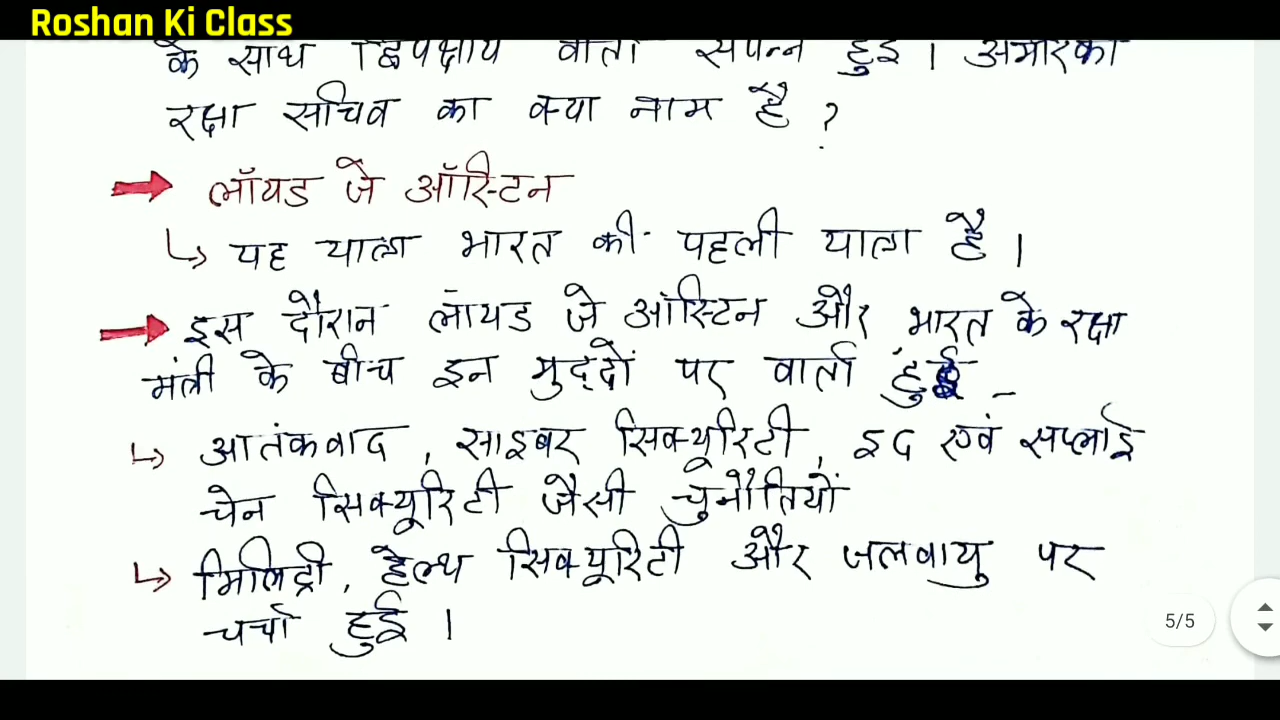 Roshan Ki Class
के साथ द्विपक्षीय वार्ता संपन्न हुई । अमेरिकी
रक्षा सचिव का क्या नाम है ?
लॉयड जे ऑस्टिन
यह यात्रा भारत की पहली यात्रा है ।
इस दौरान लॉयड जे ऑस्टिन और भारत के रक्षा
मंत्री के बीच इन मुद्दों पर वार्ता हुई –
आतंकवाद , साइबर सिक्यूरिटी , एवं सप्लाई
चेन सिक्यूरिटी जैसी चुनौतियों
मिलिट्री , हेल्थ सिक्यूरिटी और जलवायु पर
चर्चा हुई ।
5/5